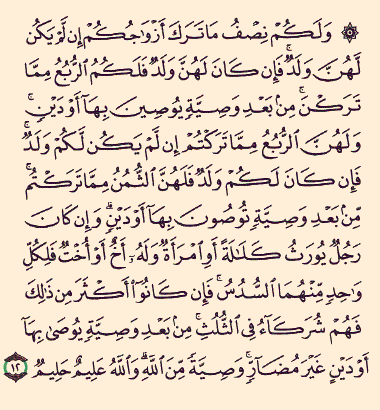 ۞ وَلَكُمْ نِصْفُ مَا تَرَكَ أَزْوَٰجُكُمْ إِن لَّمْ يَكُن
لَّهُنَّ وَلَدٌ ۚ فَإِن كَانَ لَهُنَّ وَلَدٌ فَلَكُمُ ٱلرُّبُعُ مِمَّا
تَرَكْنَ ۚ مِنۢ بَعْدِ وَصِيَّةٍ يُوصِينَ بِهَآ أَوْ دَيْنٍ ۚ
وَلَهُنَّ ٱلرُّبُعُ مِمَّا تَرَكْتُمْ إِن لَّمْ يَكُن لَّكُمْ وَلَدٌ ۚ
فَإِن كَانَ لَكُمْ وَلَدٌ فَلَهُنَّ ٱلثُّمُنُ مِمَّا تَرَكْتُم ۚ
مِّنۢ بَعْدِ وَصِيَّةٍ تُوصُونَ بِهَآ أَوْ دَيْنٍ ۗ وَإِن كَانَ
رَجُلٌ يُورَثُ كَلَٰلَةً أَوِ ٱمْرَأَةٌ وَلَهُۥٓ أَخٌ أَوْ أُخْتٌ فَلِكُلِّ
وَٰحِدٍ مِّنْهُمَا ٱلسُّدُسُ ۚ فَإِن كَانُوٓا۟ أَكْثَرَ مِن ذَٰلِكَ
فَهُمْ شُرَكَآءُ فِى ٱلثُّلُثِ ۚ مِنۢ بَعْدِ وَصِيَّةٍ يُوصَىٰ بِهَآ
أَوْ دَيْنٍ غَيْرَ مُضَآرٍّ ۚ وَصِيَّةً مِّنَ ٱللَّهِ ۗ وَٱللَّهُ عَلِيمٌ حَلِيمٌ ١٢